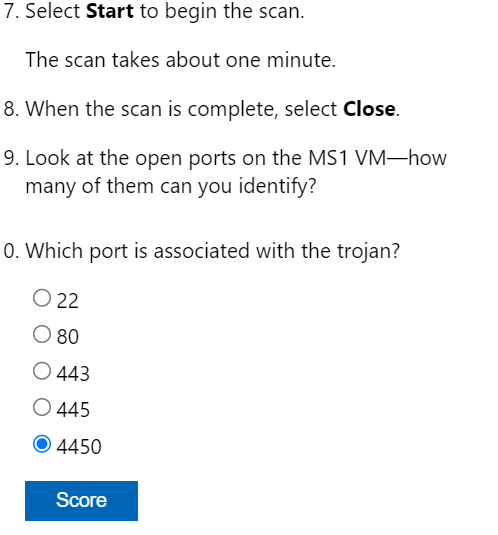 7. Select Start to begin the scan.
The scan takes about one minute.
8. When the scan is complete, select Close.
9. Look at the open ports on the MS1 VM—how
many of them can you identify?
0. Which port is associated with the trojan?
22
80
443
445
4450
Score